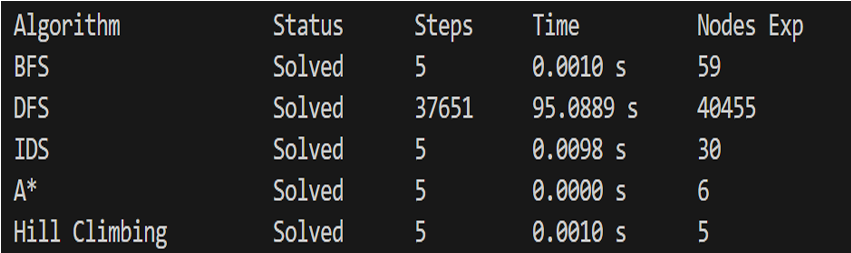 Algorithm Status Steps Time Nodes Exp
BFS Solved 5 0.0010 s 59
DFS Solved 37651 95.0889 s 40455
IDS Solved 5 0.0098 s 30
A* Solved 5 0.0000 s 6
Hill Climbing Solved 5 0.0010 s 5